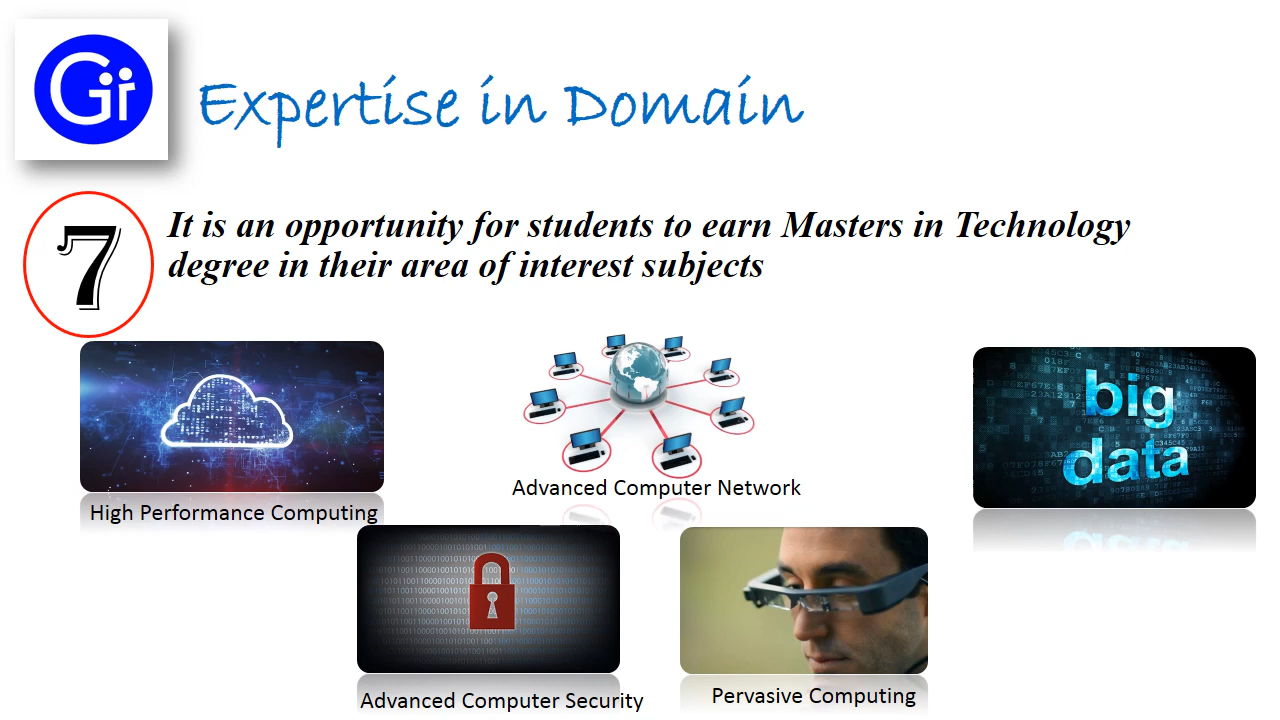 Gir
Expertise in Domain
7
It is an opportunity for students to earn Masters in Technology
degree in their area of interest subjects
big
data
High Performance Computing
Advanced Computer Network
Advanced Computer Security
Pervasive Computing